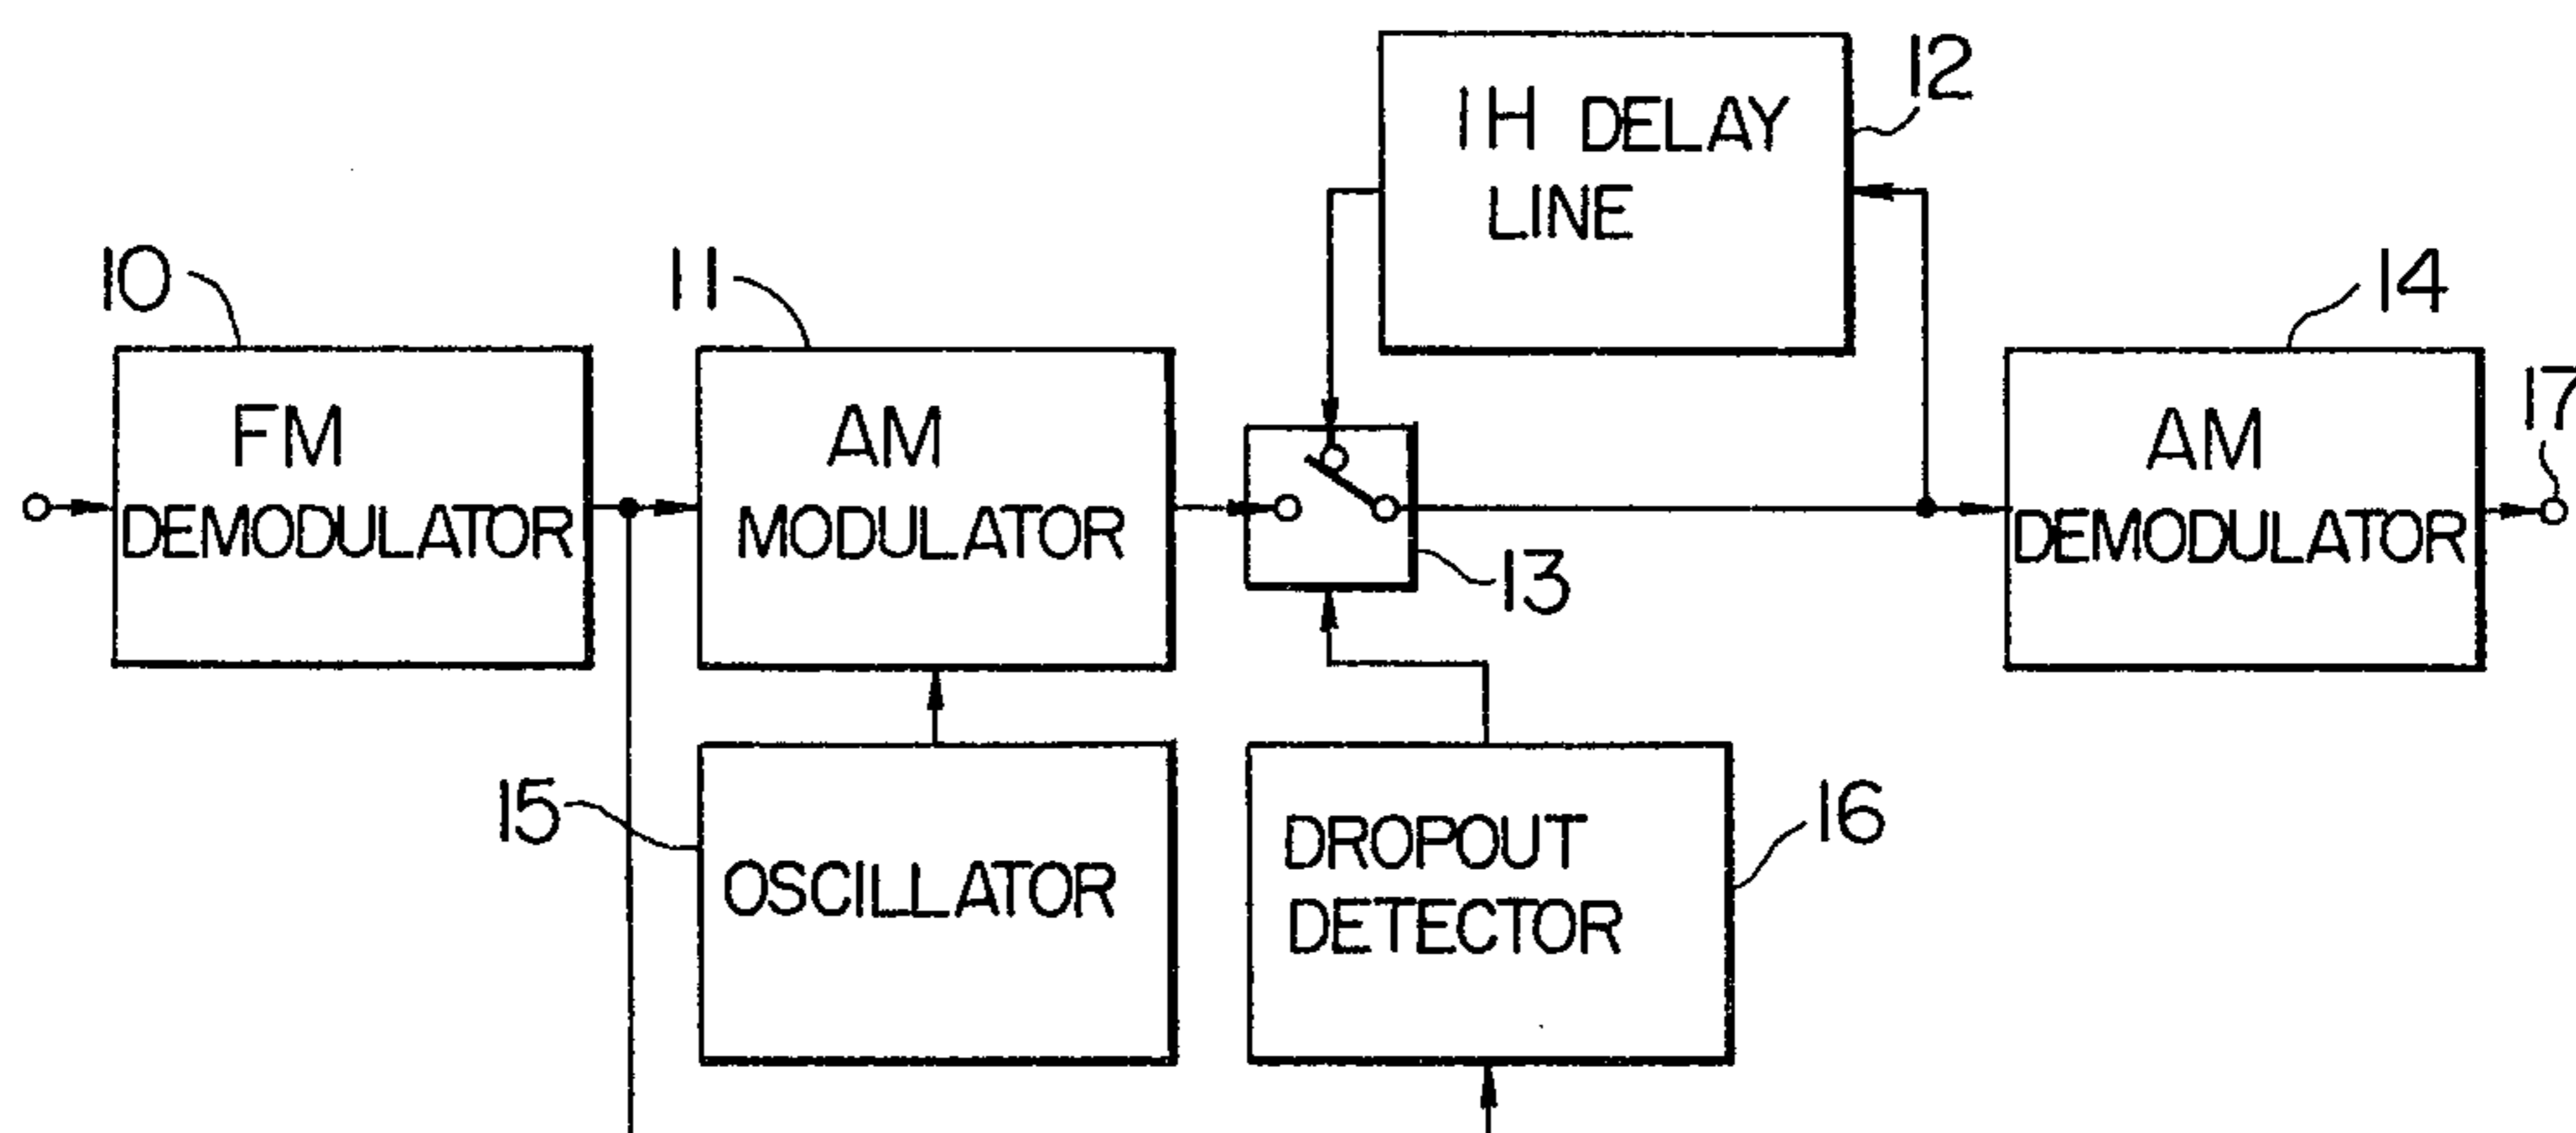 12
1H DELAY
LINE
10
11
14
17
FM
DEMODULATOR
AM
MODULATOR
13
AM
DEMODULATOR
15
OSCILLATOR
16
DROPOUT
DETECTOR